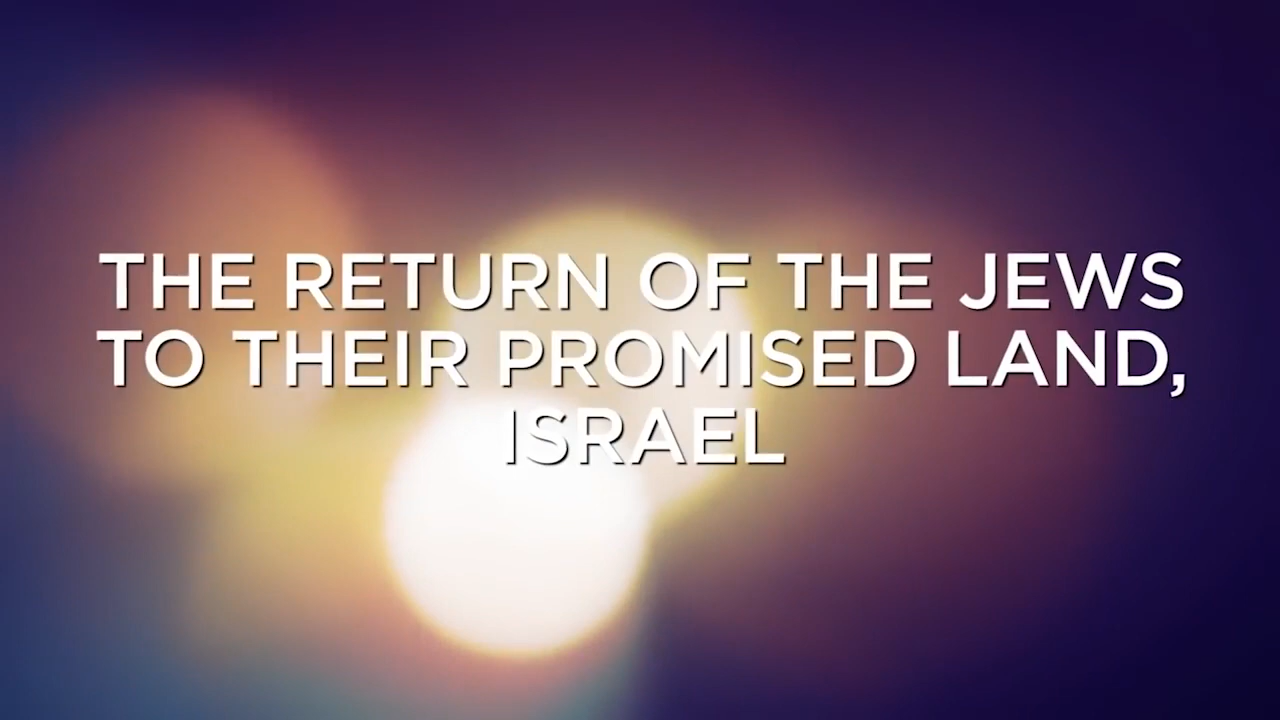 THE RETURN OF THE JEWS
TO THEIR PROMISED LAND,
ISRAEL